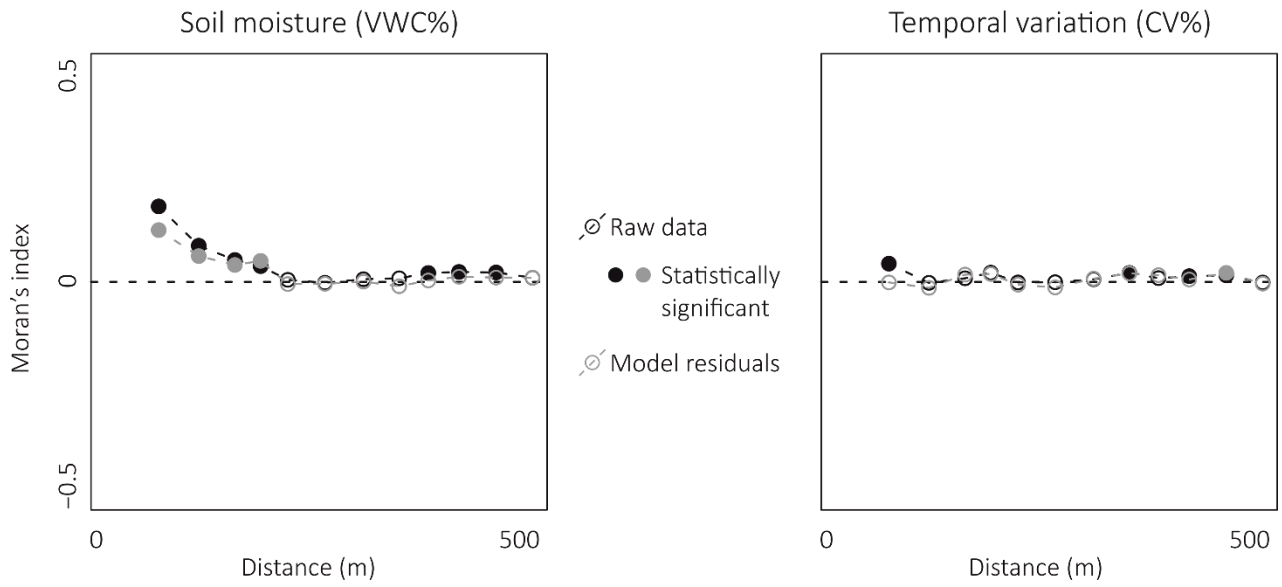 Soil moisture (VWC%)
Temporal variation (CV%)
0.5
0
−0.5
Moran's index
Raw data
Statistically
significant
Model residuals
0
500
Distance (m)
0
500
Distance (m)